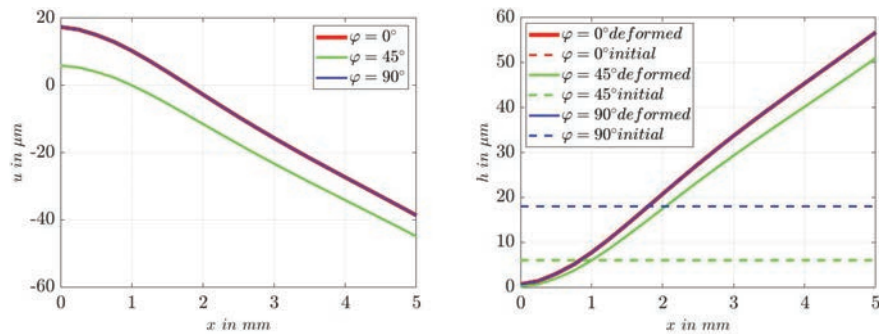 20
0
-20
-40
-60
u in μm
0
1
2
3
4
5
x in mm
φ = 0°
φ = 45°
φ = 90°
60
50
40
30
20
10
0
h in μm
0
1
2
3
4
5
x in mm
φ = 0°deformed
φ = 0°initial
φ = 45°deformed
φ = 45°initial
φ = 90°deformed
φ = 90°initial